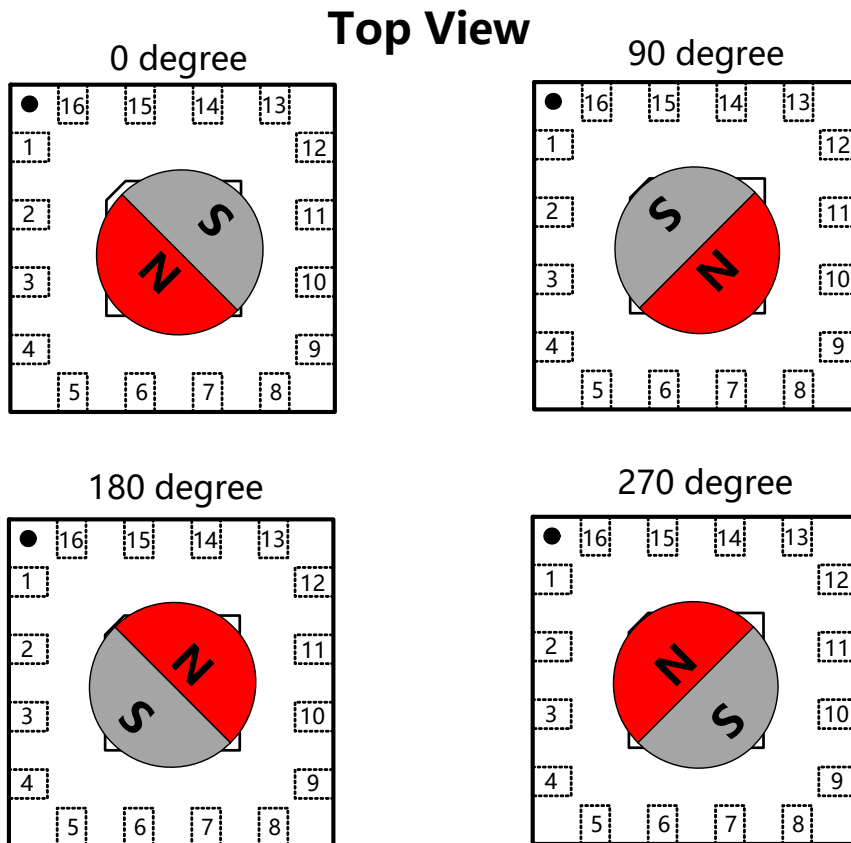 Top View
0 degree
16 15 14 13
1 12
2 11
3 10
4 9
5 6 7 8
S
N
90 degree
16 15 14 13
1 12
2 11
3 10
4 9
5 6 7 8
S
N
180 degree
16 15 14 13
1 12
2 11
3 10
4 9
5 6 7 8
N
S
270 degree
16 15 14 13
1 12
2 11
3 10
4 9
5 6 7 8
N
S